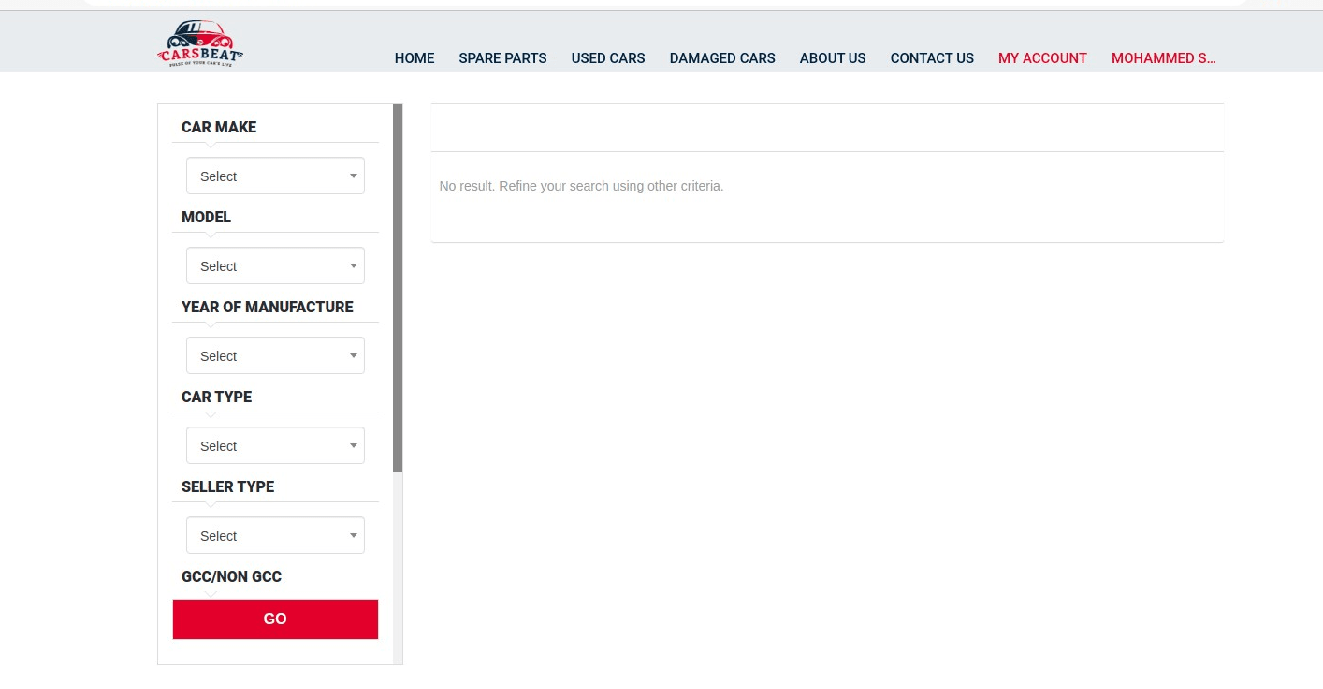 CARSBEAT
PULSE OF YOUR CAR'S LIFE
HOME SPARE PARTS USED CARS DAMAGED CARS ABOUT US CONTACT US MY ACCOUNT MOHAMMED S...
CAR MAKE
Select
MODEL
Select
YEAR OF MANUFACTURE
Select
CAR TYPE
Select
SELLER TYPE
Select
GCC/NON GCC
GO
No result. Refine your search using other criteria.